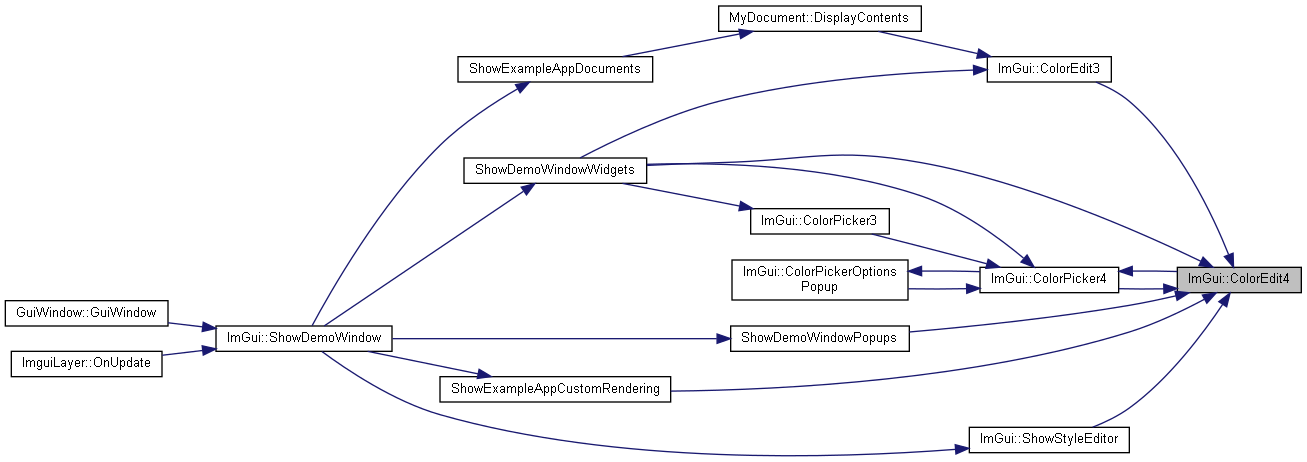 MyDocument::DisplayContents
ShowExampleAppDocuments
ImGui::ColorEdit3
ShowDemoWindowWidgets
ImGui::ColorPicker3
ImGui::ColorPickerOptions
Popup
ImGui::ColorPicker4
ImGui::ColorEdit4
GuiWindow::GuiWindow
ImGui::ShowDemoWindow
ShowDemoWindowPopups
ImguiLayer::OnUpdate
ShowExampleAppCustomRendering
ImGui::ShowStyleEditor